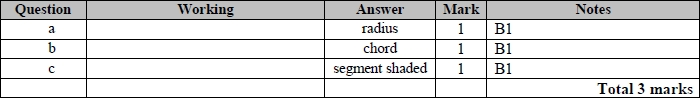 Question Working Answer Mark Notes
a radius 1 B1
b chord 1 B1
c segment shaded 1 B1
Total 3 marks